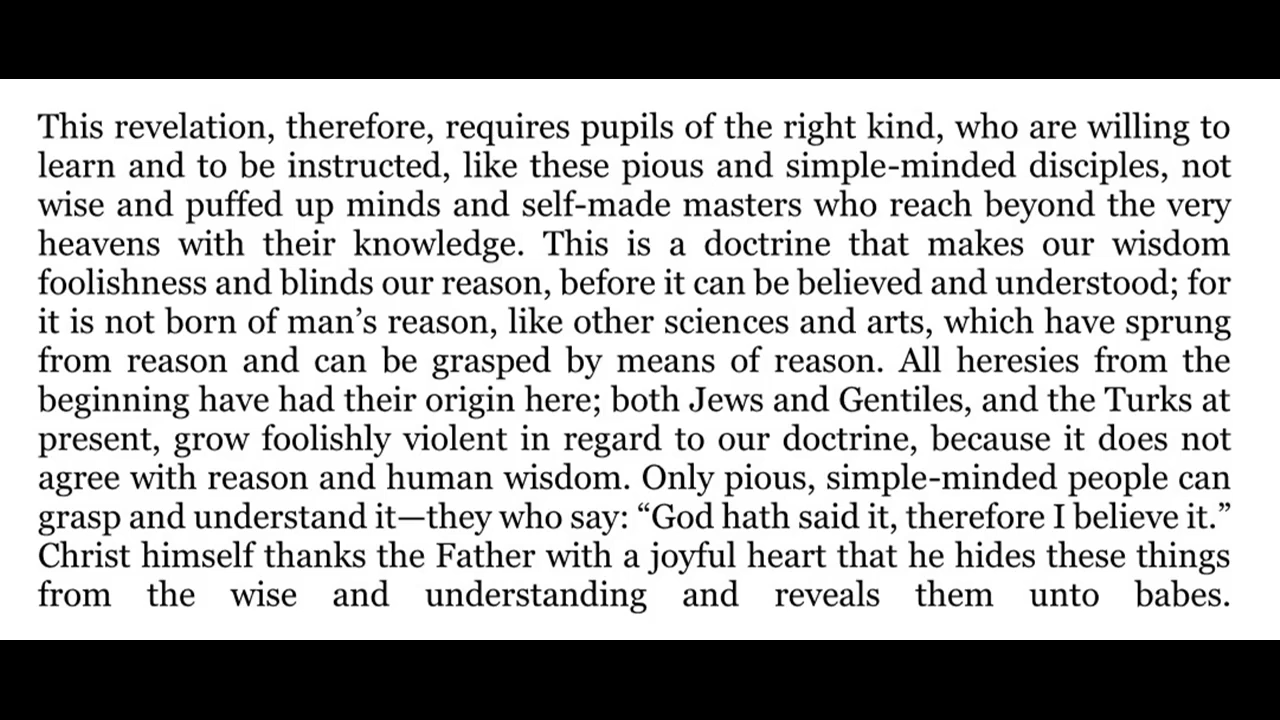 This revelation, therefore, requires pupils of the right kind, who are willing to
learn and to be instructed, like these pious and simple-minded disciples, not
wise and puffed up minds and self-made masters who reach beyond the very
heavens with their knowledge. This is a doctrine that makes our wisdom
foolishness and blinds our reason, before it can be believed and understood; for
it is not born of man’s reason, like other sciences and arts, which have sprung
from reason and can be grasped by means of reason. All heresies from the
beginning have had their origin here; both Jews and Gentiles, and the Turks at
present, grow foolishly violent in regard to our doctrine, because it does not
agree with reason and human wisdom. Only pious, simple-minded people can
grasp and understand it—they who say: “God hath said it, therefore I believe it.”
Christ himself thanks the Father with a joyful heart that he hides these things
from the wise and understanding and reveals them unto babes.